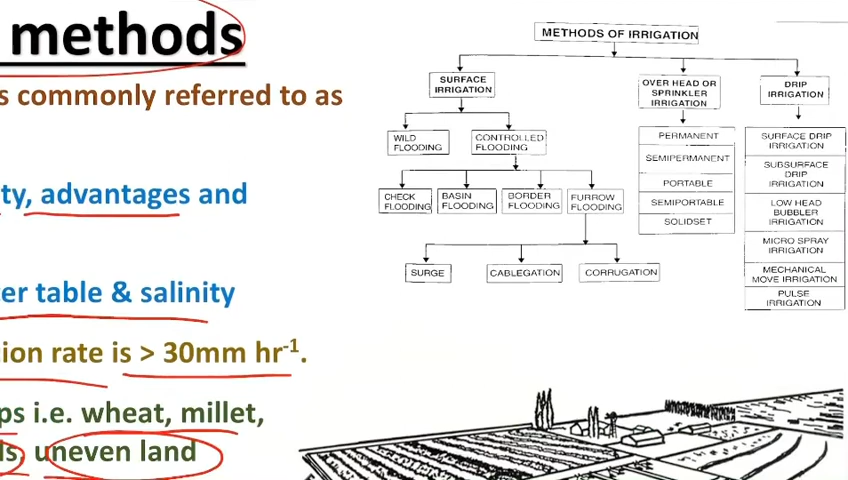 methods
s commonly referred to as
ty, advantages and
er table & salinity
tion rate is > 30mm hr-1.
ps i.e. wheat, millet,
ls. uneven land
METHODS OF IRRIGATION
SURFACE
IRRIGATION
OVER HEAD OR
SPRINKLER
IRRIGATION
DRIP
IRRIGATION
WILD
FLOODING
CONTROLLED
FLOODING
CHECK
FLOODING
BASIN
FLOODING
BORDER
FLOODING
FURROW
FLOODING
SURGE
CABLEGATION
CORRUGATION
PERMANENT
SEMIPERMANENT
PORTABLE
SEMIPORTABLE
SOLIDSET
SURFACE DRIP
IRRIGATION
SUBSURFACE
DRIP
IRRIGATION
LOW HEAD
BUBBLER
IRRIGATION
MICRO SPRAY
IRRIGATION
MECHANICAL
MOVE IRRIGATION
PULSE
IRRIGATION